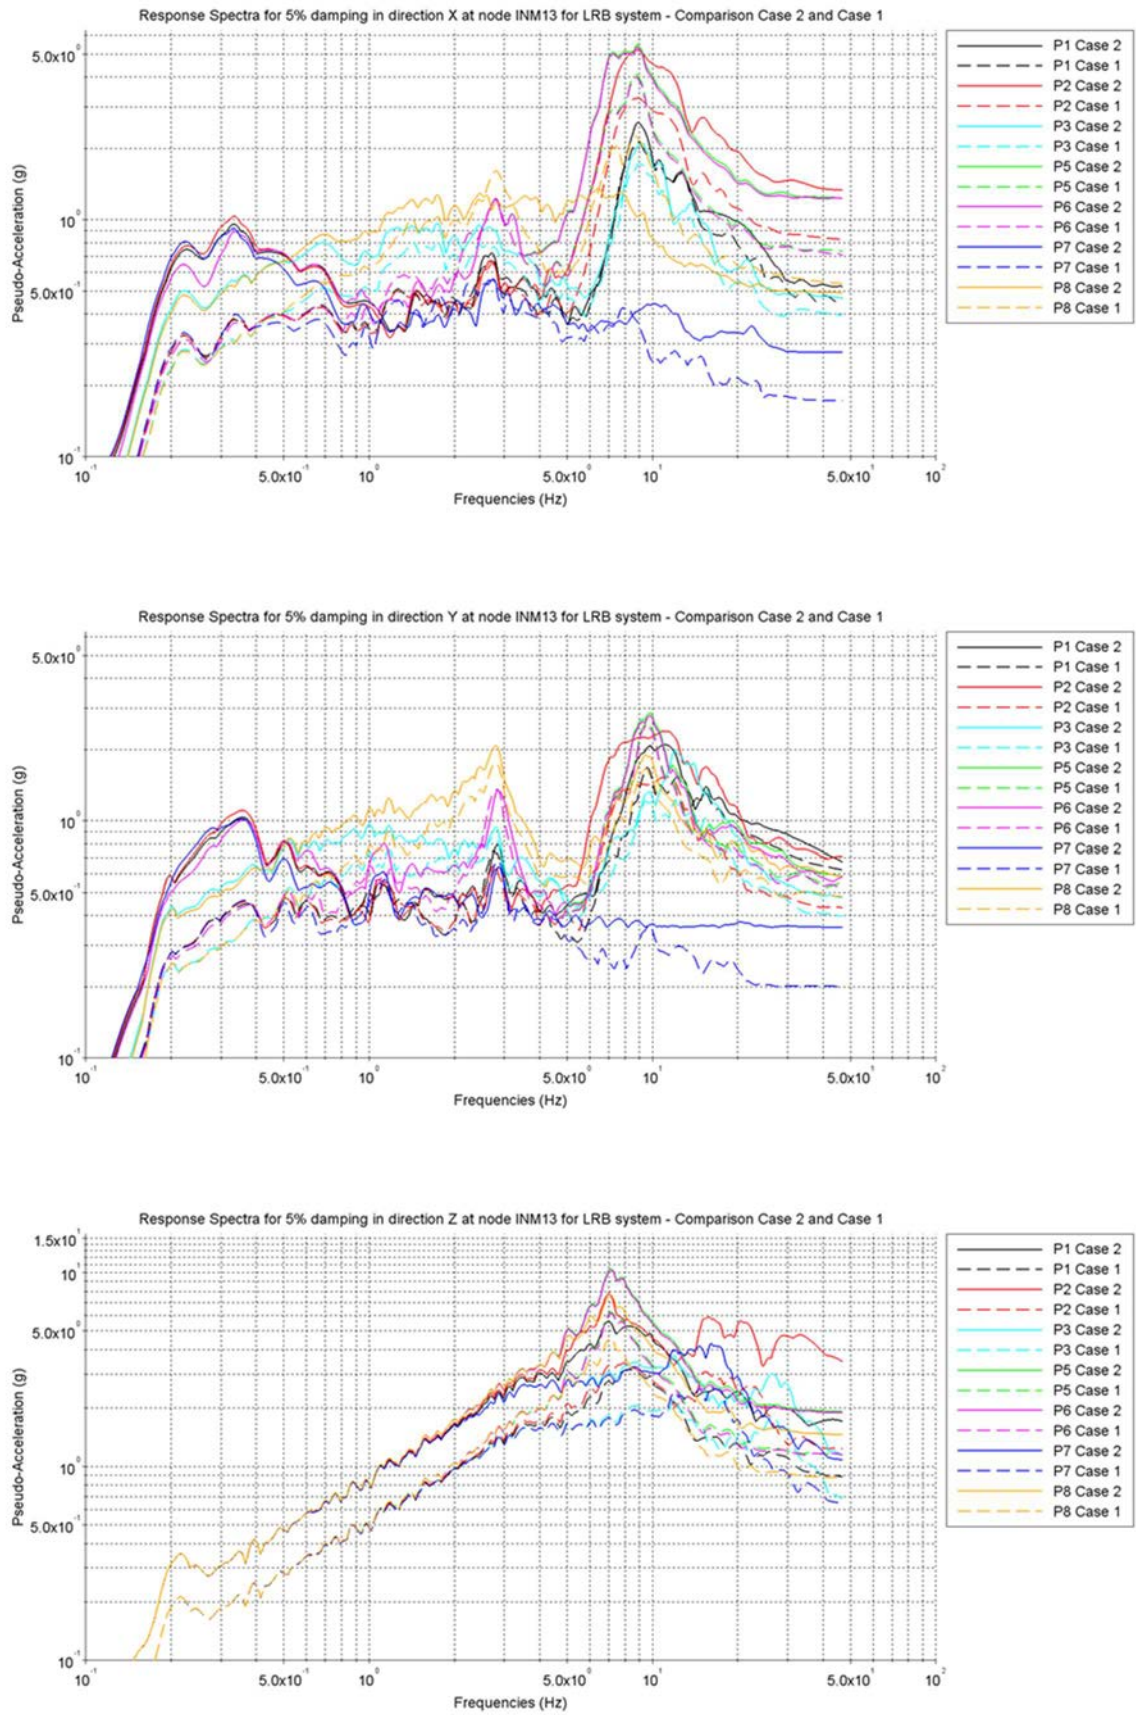 Response Spectra for 5% damping in direction X at node INM13 for LRB system - Comparison Case 2 and Case 1
Pseudo-Acceleration (g)
5.0x10⁰
10⁰
5.0x10⁻¹
10⁻¹
10⁻¹
5.0x10⁻¹
10⁰
5.0x10⁰
10¹
5.0x10¹
10²
Frequencies (Hz)
P1 Case 2
P1 Case 1
P2 Case 2
P2 Case 1
P3 Case 2
P3 Case 1
P5 Case 2
P5 Case 1
P6 Case 2
P6 Case 1
P7 Case 2
P7 Case 1
P8 Case 2
P8 Case 1
Response Spectra for 5% damping in direction Y at node INM13 for LRB system - Comparison Case 2 and Case 1
Pseudo-Acceleration (g)
5.0x10⁰
10⁰
5.0x10⁻¹
10⁻¹
10⁻¹
5.0x10⁻¹
10⁰
5.0x10⁰
10¹
5.0x10¹
10²
Frequencies (Hz)
P1 Case 2
P1 Case 1
P2 Case 2
P2 Case 1
P3 Case 2
P3 Case 1
P5 Case 2
P5 Case 1
P6 Case 2
P6 Case 1
P7 Case 2
P7 Case 1
P8 Case 2
P8 Case 1
Response Spectra for 5% damping in direction Z at node INM13 for LRB system - Comparison Case 2 and Case 1
Pseudo-Acceleration (g)
1.5x10¹
10¹
5.0x10⁰
10⁰
5.0x10⁻¹
10⁻¹
10⁻¹
5.0x10⁻¹
10⁰
5.0x10⁰
10¹
5.0x10¹
10²
Frequencies (Hz)
P1 Case 2
P1 Case 1
P2 Case 2
P2 Case 1
P3 Case 2
P3 Case 1
P5 Case 2
P5 Case 1
P6 Case 2
P6 Case 1
P7 Case 2
P7 Case 1
P8 Case 2
P8 Case 1